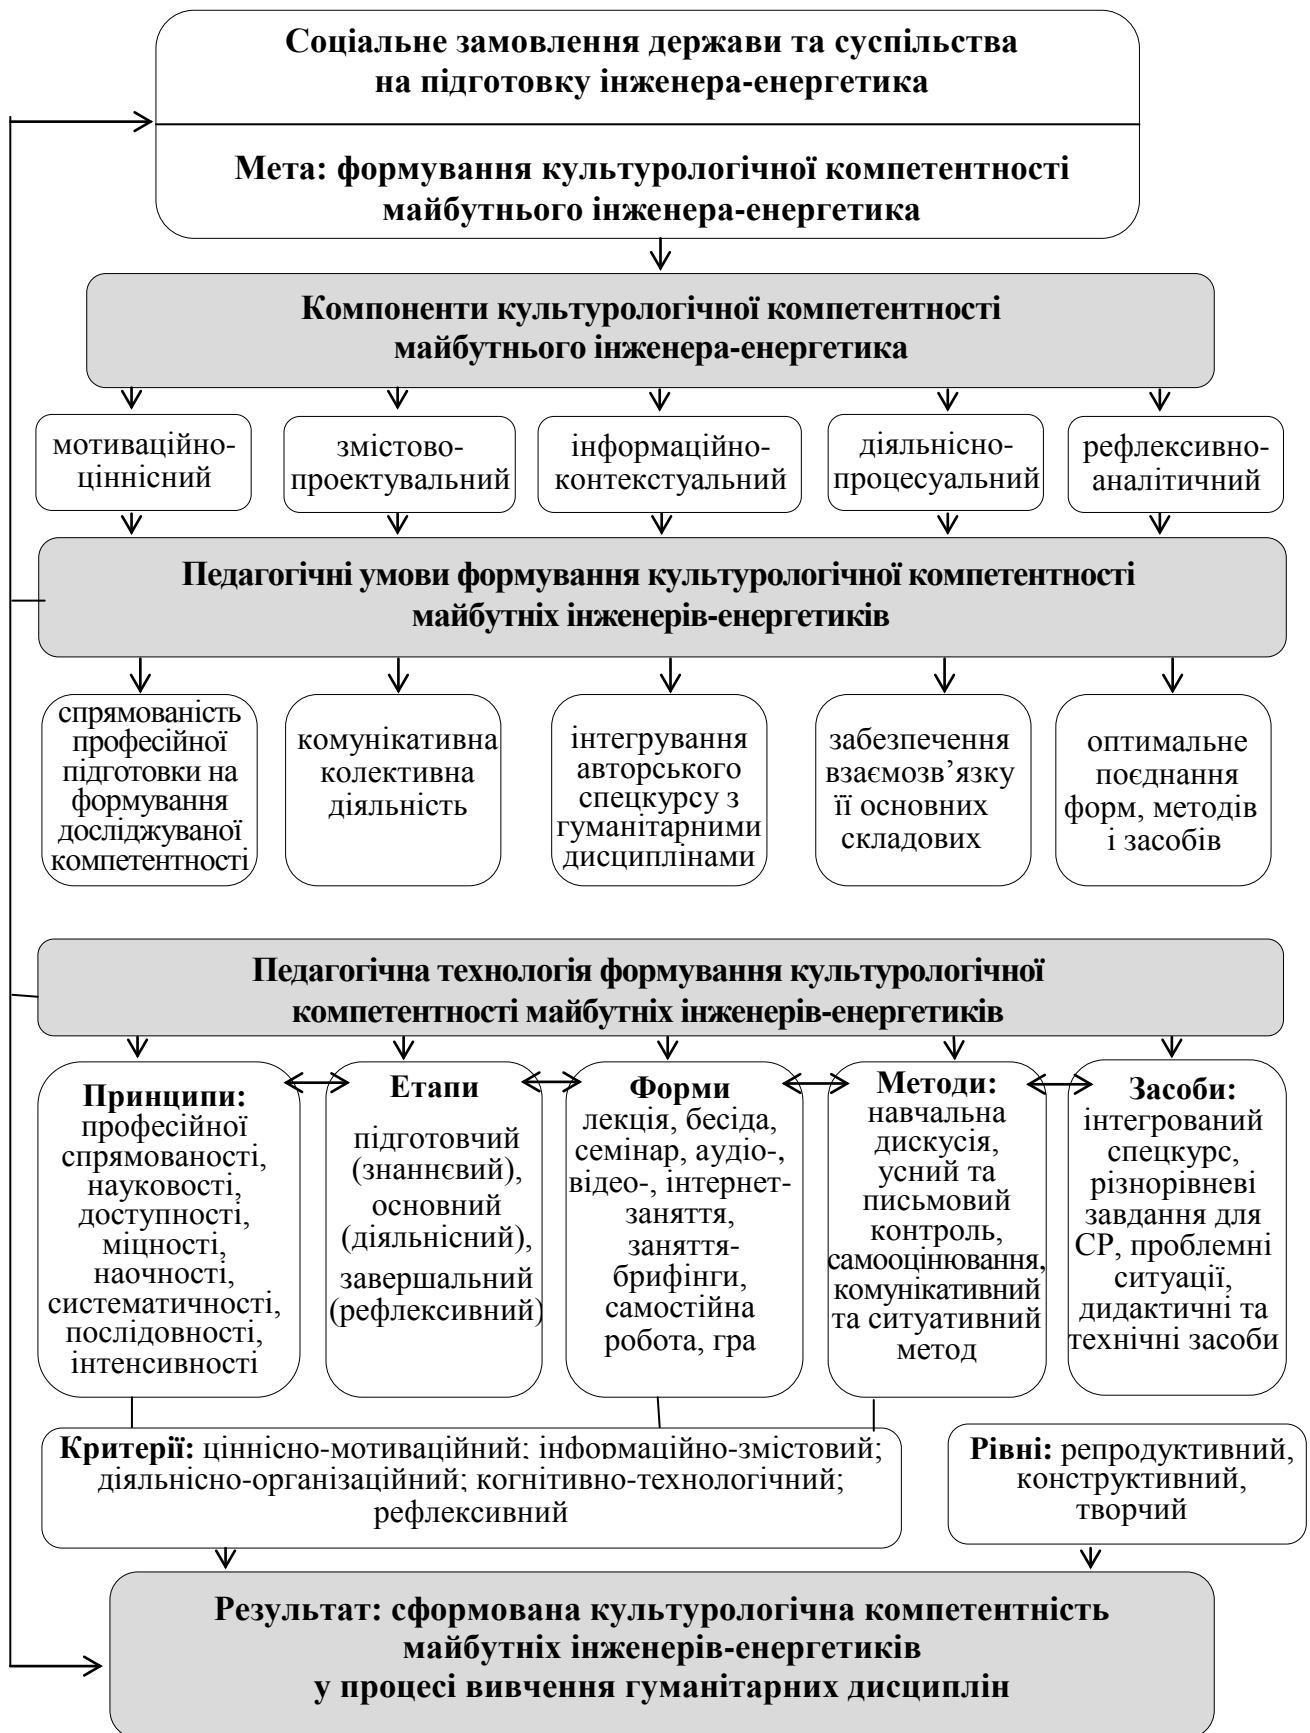 Соціальне замовлення держави та суспільства
на підготовку інженера-енергетика
Мета: формування культурологічної компетентності
майбутнього інженера-енергетика
Компоненти культурологічної компетентності
майбутнього інженера-енергетика
мотиваційно-
ціннісний
змістово-
проектувальний
інформаційно-
контекстуальний
діяльнісно-
процесуальний
рефлексивно-
аналітичний
Педагогічні умови формування культурологічної компетентності
майбутніх інженерів-енергетиків
спрямованість
професійної
підготовки на
формування
досліджуваної
компетентності
комунікативна
колективна
діяльність
інтегрування
авторського
спецкурсу з
гуманітарними
дисциплінами
забезпечення
взаємозв’язку
її основних
складових
оптимальне
поєднання
форм, методів
і засобів
Педагогічна технологія формування культурологічної
компетентності майбутніх інженерів-енергетиків
Принципи:
професійної
спрямованості,
науковості,
доступності,
міцності,
наочності,
систематичності,
послідовності,
інтенсивності
Етапи
підготовчий
(знаннєвий),
основний
(діяльнісний),
завершальний
(рефлексивний)
Форми
лекція, бесіда,
семінар, аудіо-,
відео-, інтернет-
заняття,
заняття-
брифінги,
самостійна
робота, гра
Методи:
навчальна
дискусія,
усний та
письмовий
контроль,
самооцінювання,
комунікативний
та ситуативний
метод
Засоби:
інтегрований
спецкурс,
різнорівневі
завдання для
СР, проблемні
ситуації,
дидактичні та
технічні засоби
Критерії: ціннісно-мотиваційний; інформаційно-змістовий;
діяльнісно-організаційний; когнітивно-технологічний;
рефлексивний
Рівні: репродуктивний,
конструктивний,
творчий
Результат: сформована культурологічна компетентність
майбутніх інженерів-енергетиків
у процесі вивчення гуманітарних дисциплін